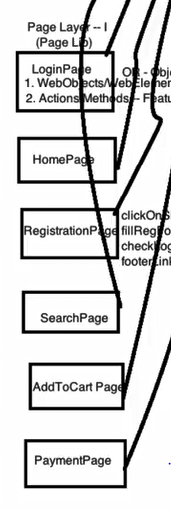 Page Layer -- I
(Page Lib)
LoginPage
OR - Obje
1. WebObjects/WebElemen
2. Actions/Methods -- Featu
HomePage
RegistrationPage
clickOnS
fillRegFo
checkLog
footerLink
SearchPage
AddToCart Page
PaymentPage